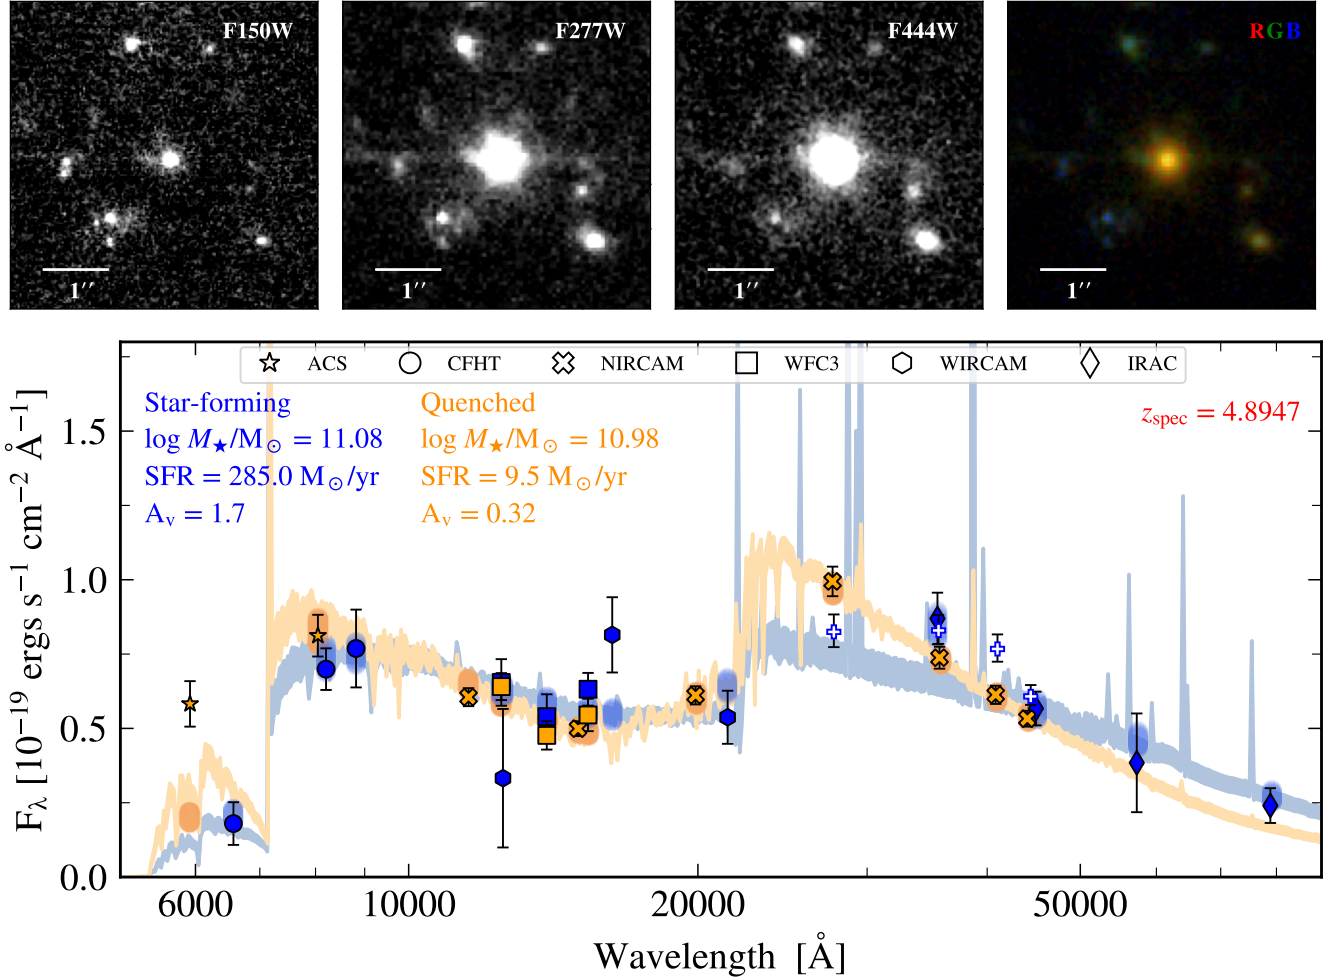 F150W
F277W
F444W
RGB
1′′
1′′
1′′
1′′
ACS CFHT NIRCAM WFC3 WIRCAM IRAC
Star-forming
log M★/M⊙ = 11.08
SFR = 285.0 M⊙/yr
Aᵥ = 1.7
Quenched
log M★/M⊙ = 10.98
SFR = 9.5 M⊙/yr
Aᵥ = 0.32
z_spec = 4.8947
1.5
1.0
0.5
0.0
F_λ [10⁻¹⁹ ergs s⁻¹ cm⁻² Å⁻¹]
6000 10000 20000 50000
Wavelength [Å]